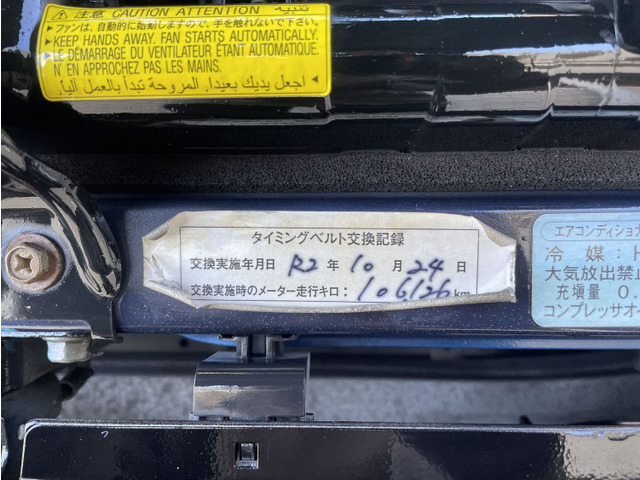 注意 CAUTION ATTENTION تنبيه
▶ファンは、自動的に始動しますので、手を触れないで下さい。
▶KEEP HANDS AWAY. FAN STARTS AUTOMATICALLY.
▶LE DÉMARRAGE DU VENTILATEUR ÉTANT AUTOMATIQUE.
N' EN APPROCHEZ PAS LES MAINS.
اجعل يديك بعيدا. المروحة تبدأ بالعمل آليا.
タイミングベルト交換記録
交換実施年月日 R2 年 10 月 24 日
交換実施時のメーター走行キロ：106126 km
エアコンディショナ
冷 媒：H
大気放出禁止
充填量 0.
コンプレッサオイ